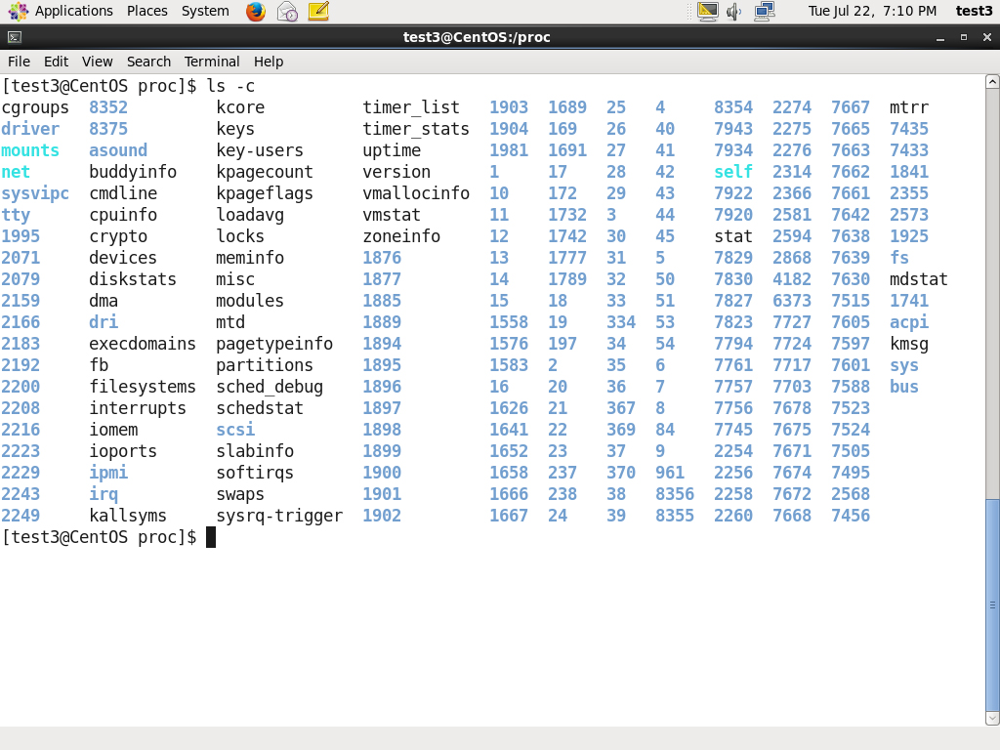 Applications Places System Tue Jul 22, 7:10 PM test3
test3@CentOS:/proc
File Edit View Search Terminal Help
[test3@CentOS proc]$ ls -c
cgroups 8352 kcore timer_list 1903 1689 25 4 8354 2274 7667 mtrr
driver 8375 keys timer_stats 1904 169 26 40 7943 2275 7665 7435
mounts asound key-users uptime 1981 1691 27 41 7934 2276 7663 7433
net buddyinfo kpagecount version 1 17 28 42 self 2314 7662 1841
sysvipc cmdline kpageflags vmallocinfo 10 172 29 43 7922 2366 7661 2355
tty cpuinfo loadavg vmstat 11 1732 3 44 7920 2581 7642 2573
1995 crypto locks zoneinfo 12 1742 30 45 stat 2594 7638 1925
2071 devices meminfo 1876 13 1777 31 5 7829 2868 7639 fs
2079 diskstats misc 1877 14 1789 32 50 7830 4182 7630 mdstat
2159 dma modules 1885 15 18 33 51 7827 6373 7515 1741
2166 dri mtd 1889 1558 19 334 53 7823 7727 7605 acpi
2183 execdomains pagetypeinfo 1894 1576 197 34 54 7794 7724 7597 kmsg
2192 fb partitions 1895 1583 2 35 6 7761 7717 7601 sys
2200 filesystems sched_debug 1896 16 20 36 7 7757 7703 7588 bus
2208 interrupts schedstat 1897 1626 21 367 8 7756 7678 7523
2216 iomem scsi 1898 1641 22 369 84 7745 7675 7524
2223 ioports slabinfo 1899 1652 23 37 9 2254 7671 7505
2229 ipmi softirqs 1900 1658 237 370 961 2256 7674 7495
2243 irq swaps 1901 1666 238 38 8356 2258 7672 2568
2249 kallsyms sysrq-trigger 1902 1667 24 39 8355 2260 7668 7456
[test3@CentOS proc]$